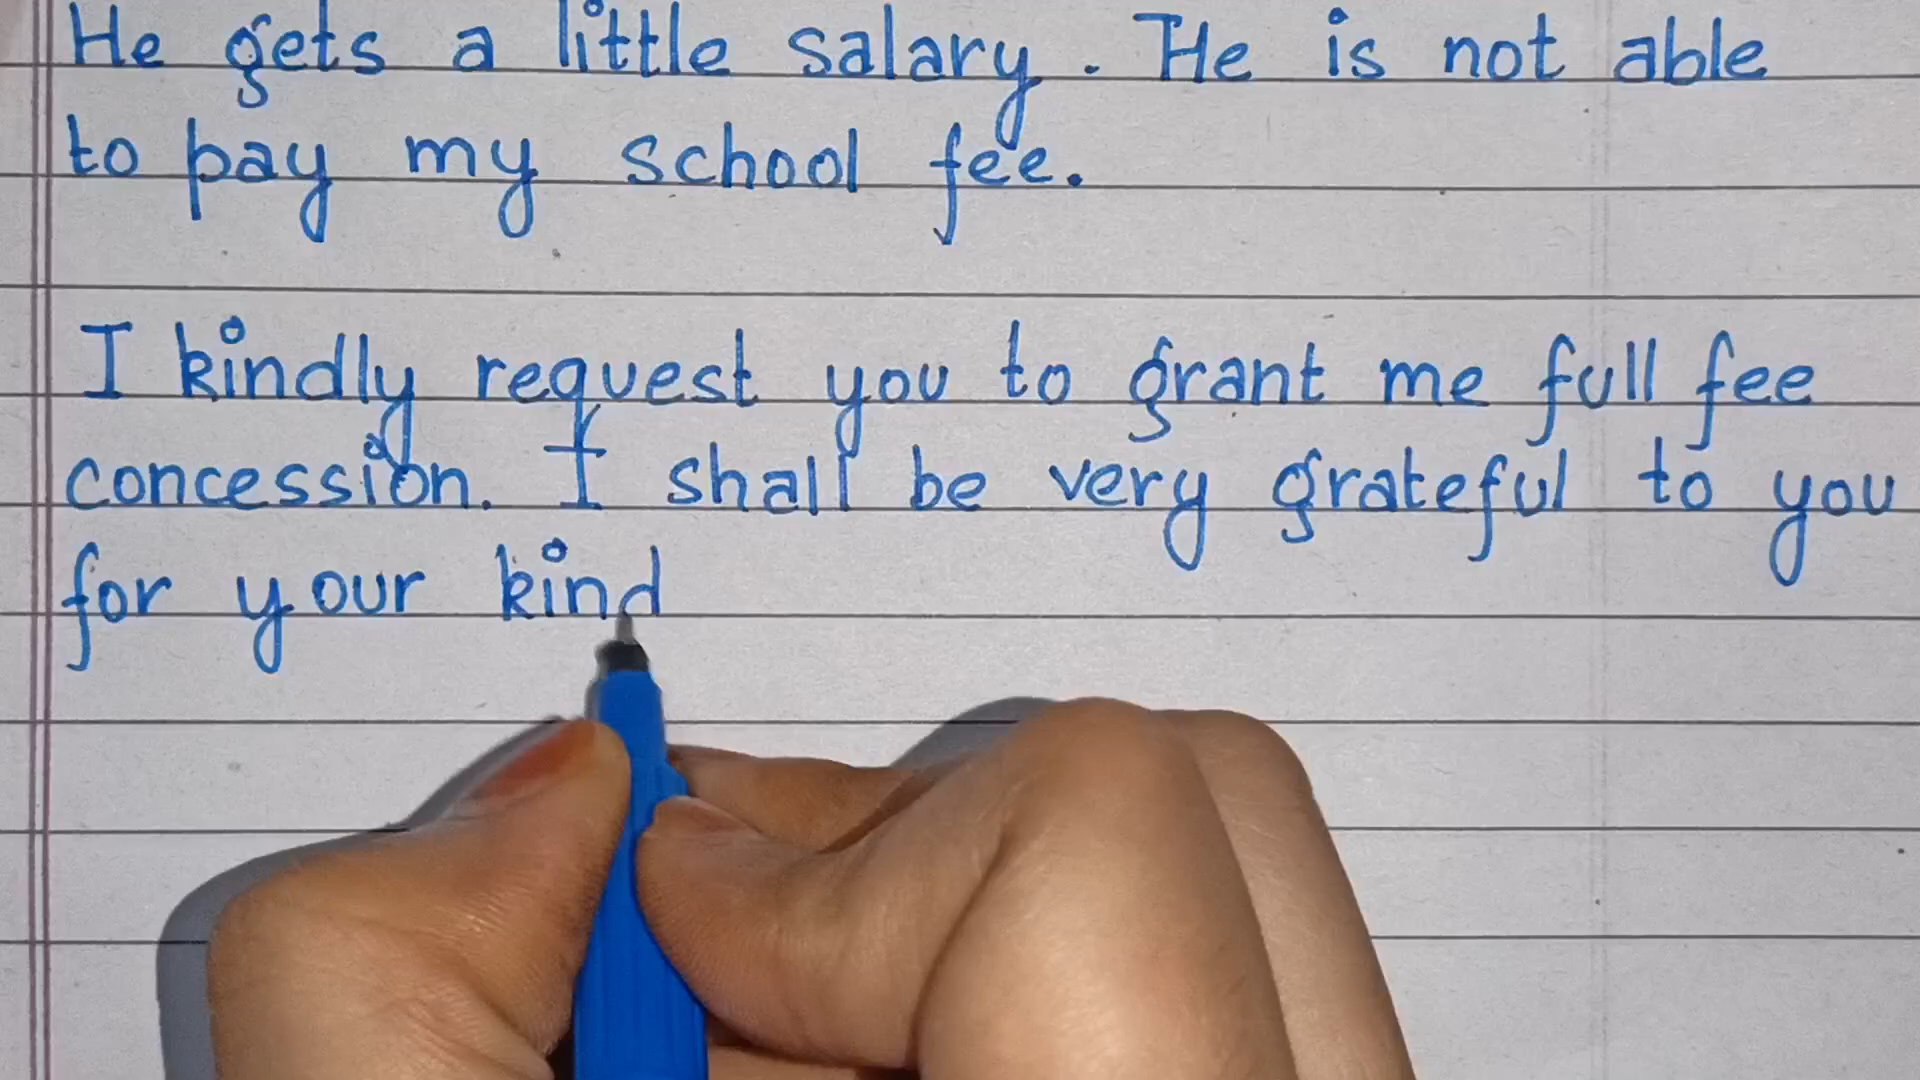 He gets a little salary. He is not able
to pay my school fee.
I kindly request you to grant me full fee
concession. I shall be very grateful to you
for your kind